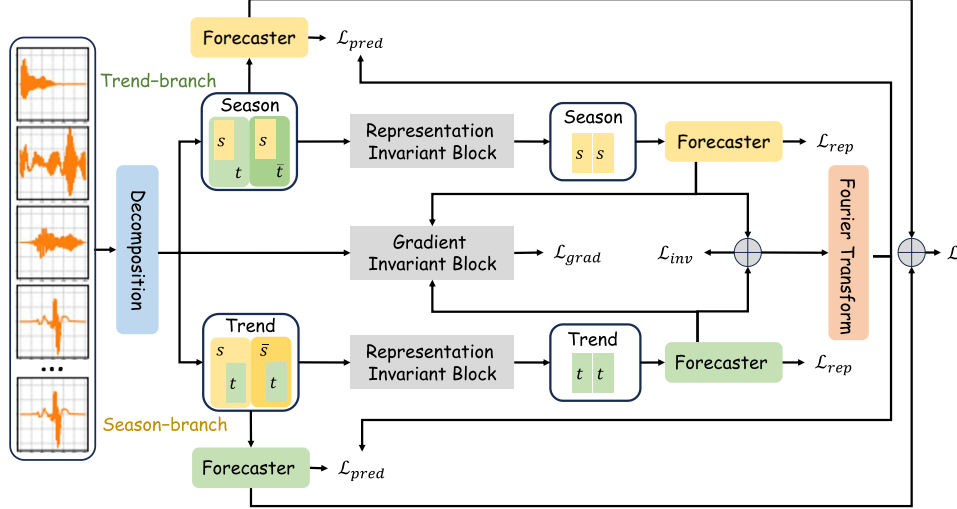 Forecaster
ℒ_pred
Trend–branch
Season
s s
t t̄
Representation
Invariant Block
Season
s s
Forecaster
ℒ_rep
Decomposition
Gradient
Invariant Block
ℒ_grad
ℒ_inv
Fourier Transform
ℒ
Trend
s s̄
t t
Representation
Invariant Block
Trend
t t
Forecaster
ℒ_rep
...
Season–branch
Forecaster
ℒ_pred